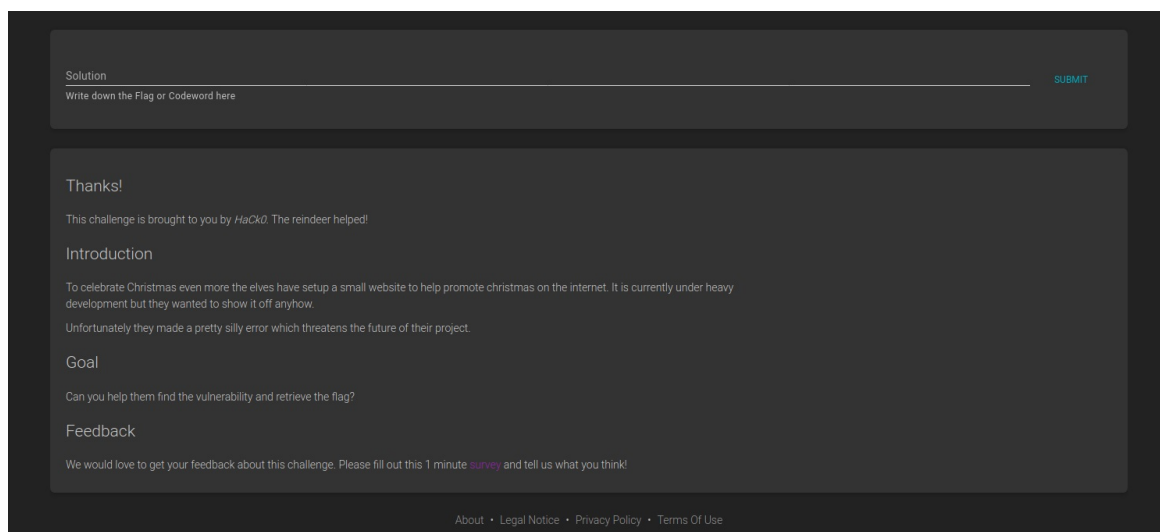 Solution
SUBMIT
Write down the Flag or Codeword here
Thanks!
This challenge is brought to you by HaCk0. The reindeer helped!
Introduction
To celebrate Christmas even more the elves have setup a small website to help promote christmas on the internet. It is currently under heavy
development but they wanted to show it off anyhow.
Unfortunately they made a pretty silly error which threatens the future of their project.
Goal
Can you help them find the vulnerability and retrieve the flag?
Feedback
We would love to get your feedback about this challenge. Please fill out this 1 minute survey and tell us what you think!
About • Legal Notice • Privacy Policy • Terms Of Use